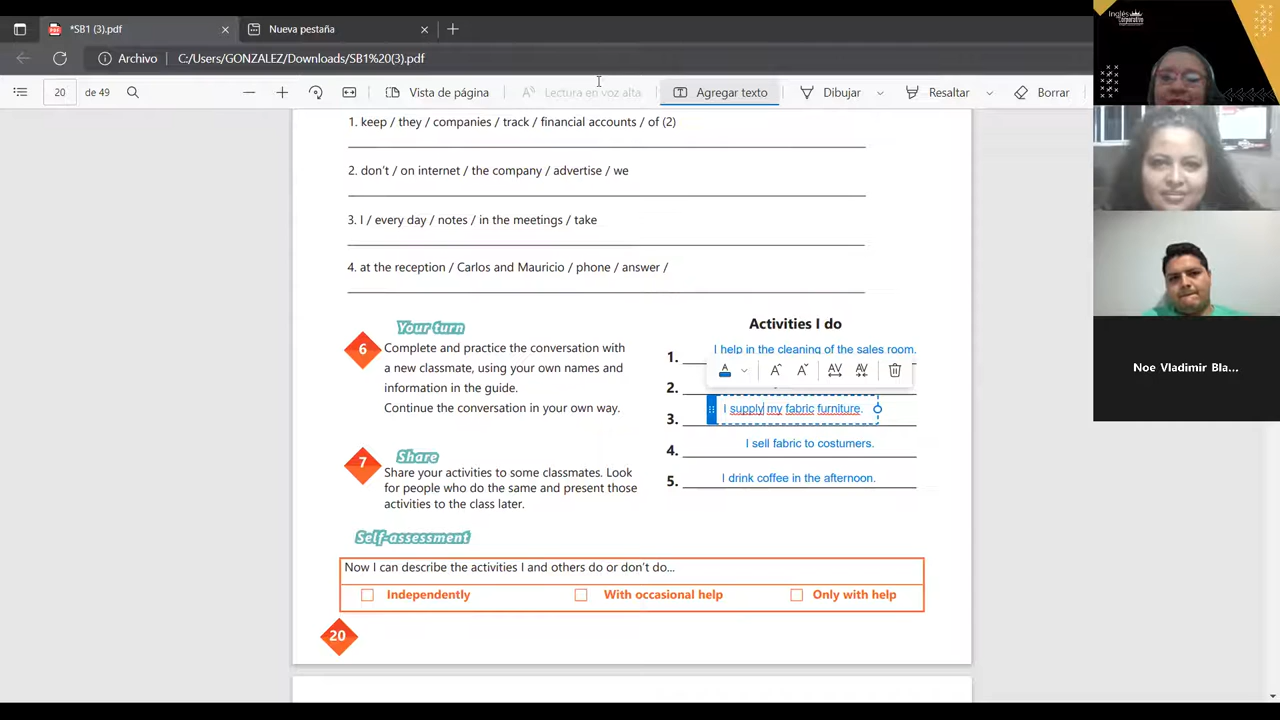 *SB1 (3).pdf
Nueva pestaña
Archivo
C:/Users/GONZALEZ/Downloads/SB1%20(3).pdf
20 de 49
Vista de página
Lectura en voz alta
Agregar texto
Dibujar
Resaltar
Borrar
1. keep / they / companies / track / financial accounts / of (2)
2. don't / on internet / the company / advertise / we
3. I / every day / notes / in the meetings / take
4. at the reception / Carlos and Mauricio / phone / answer /
6
Your turn
Complete and practice the conversation with
a new classmate, using your own names and
information in the guide.
Continue the conversation in your own way.
7
Share
Share your activities to some classmates. Look
for people who do the same and present those
activities to the class later.
Activities I do
1. I help in the cleaning of the sales room.
2.
3. I supply my fabric furniture.
4. I sell fabric to costumers.
5. I drink coffee in the afternoon.
Self-assessment
Now I can describe the activities I and others do or don't do...
Independently
With occasional help
Only with help
20
Inglés
Corporativo
Noe Vladimir Bla...